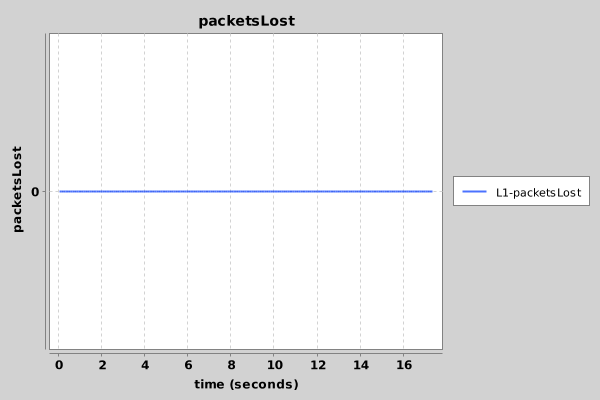 packetsLost
packetsLost
0
0 2 4 6 8 10 12 14 16
time (seconds)
L1-packetsLost